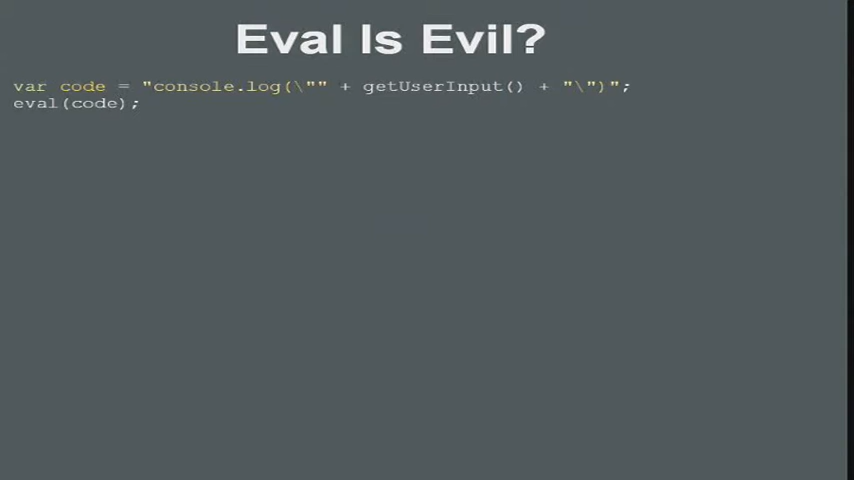 Eval Is Evil?
var code = "console.log(\"" + getUserInput() + "\")";
eval(code);